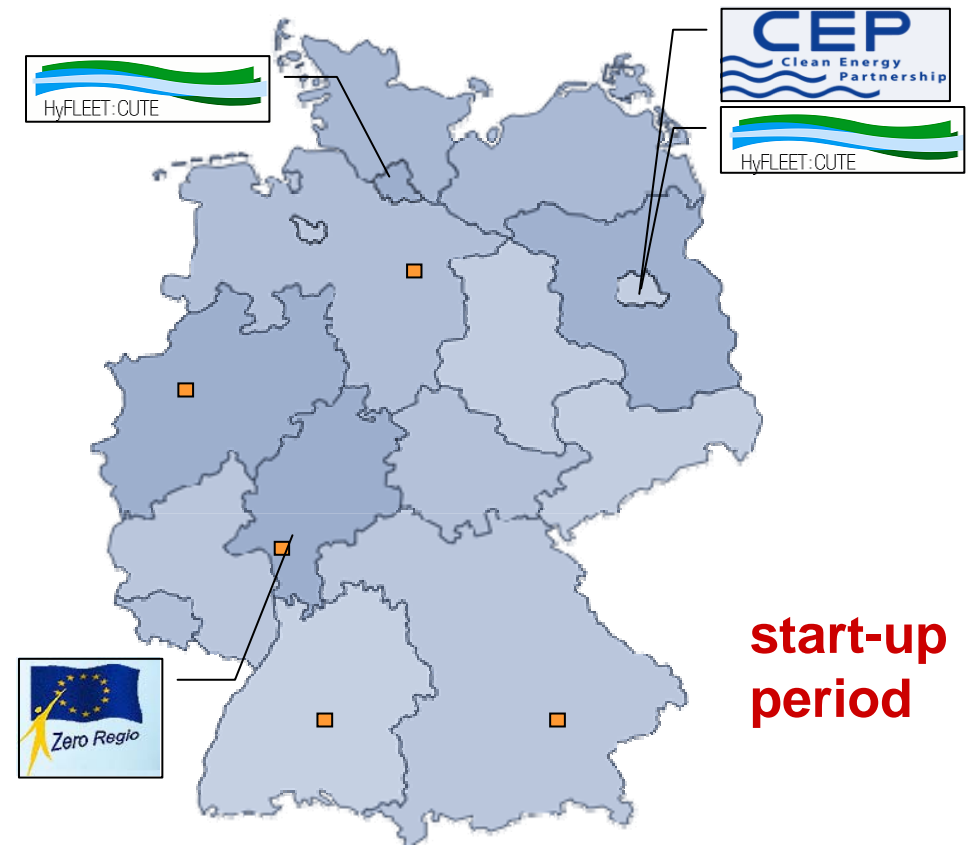 CEP
Clean Energy
Partnership
HyFLEET:CUTE
HyFLEET:CUTE
start-up
period
Zero Regio